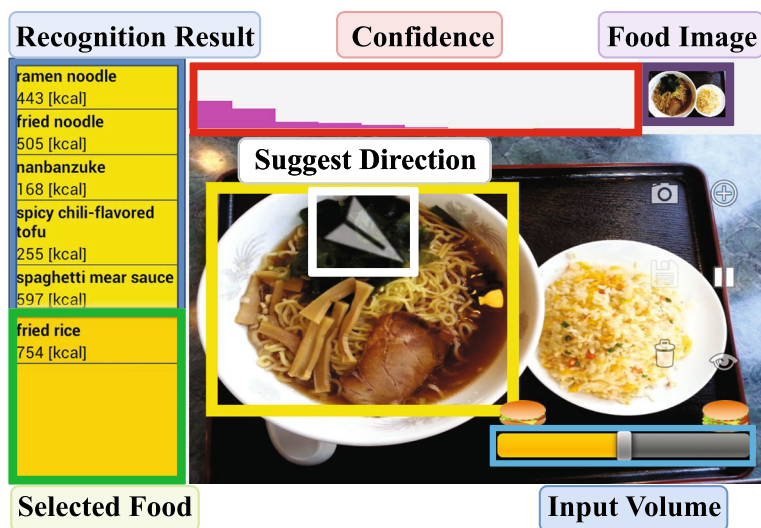 Recognition Result
Confidence
Food Image
ramen noodle
443 [kcal]
fried noodle
505 [kcal]
nanbanzuke
168 [kcal]
spicy chili-flavored
tofu
255 [kcal]
spaghetti mear sauce
597 [kcal]
fried rice
754 [kcal]
Suggest Direction
Selected Food
Input Volume